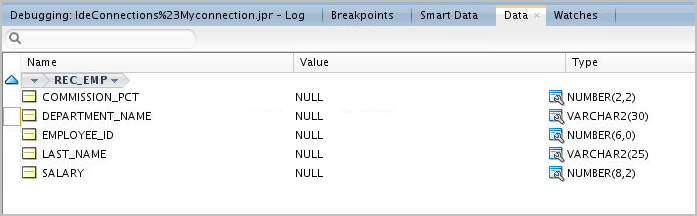 Debugging: IdeConnections%23Myconnection.jpr – Log Breakpoints Smart Data Data Watches
Name Value Type
REC_EMP
COMMISSION_PCT NULL NUMBER(2,2)
DEPARTMENT_NAME NULL VARCHAR2(30)
EMPLOYEE_ID NULL NUMBER(6,0)
LAST_NAME NULL VARCHAR2(25)
SALARY NULL NUMBER(8,2)